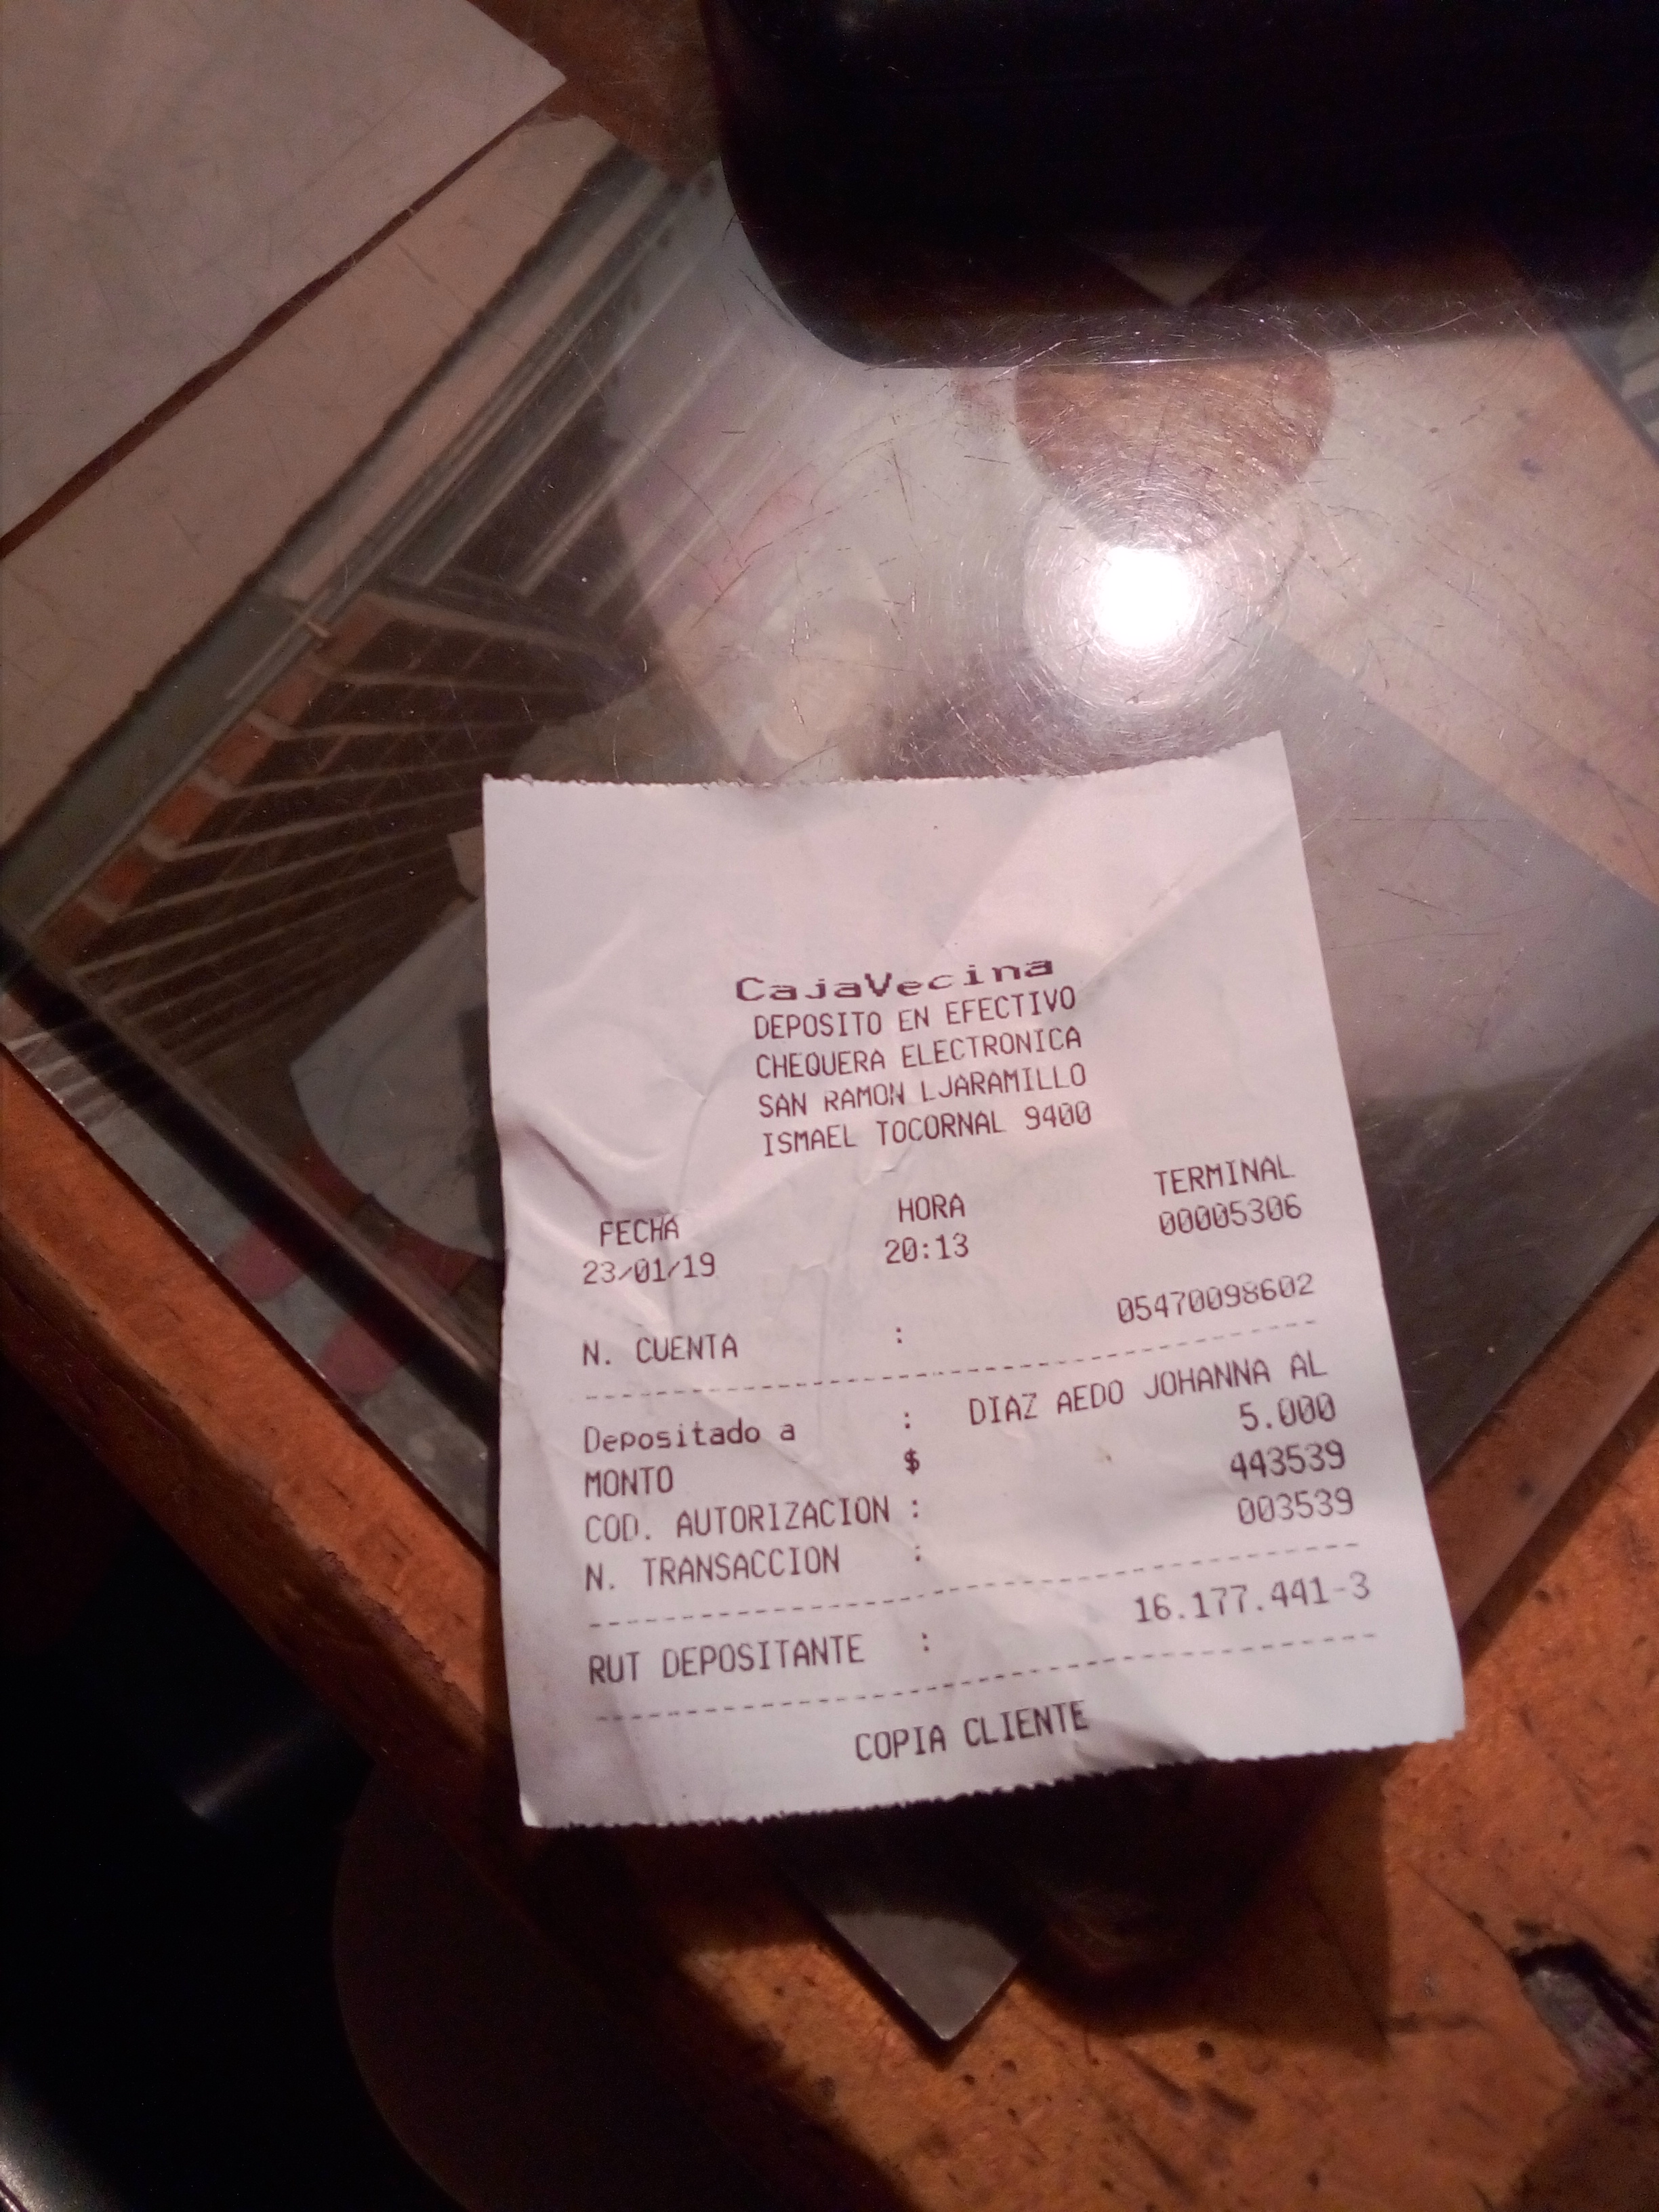 CajaVecina
DEPOSITO EN EFECTIVO
CHEQUERA ELECTRONICA
SAN RAMON LJARAMILLO
ISMAEL TOCORNAL 9400
FECHA HORA TERMINAL
23/01/19 20:13 00005306
N. CUENTA : 05470098602
Depositado a : DIAZ AEDO JOHANNA AL
MONTO $ 5.000
COD. AUTORIZACION : 443539
N. TRANSACCION : 003539
RUT DEPOSITANTE : 16.177.441-3
COPIA CLIENTE